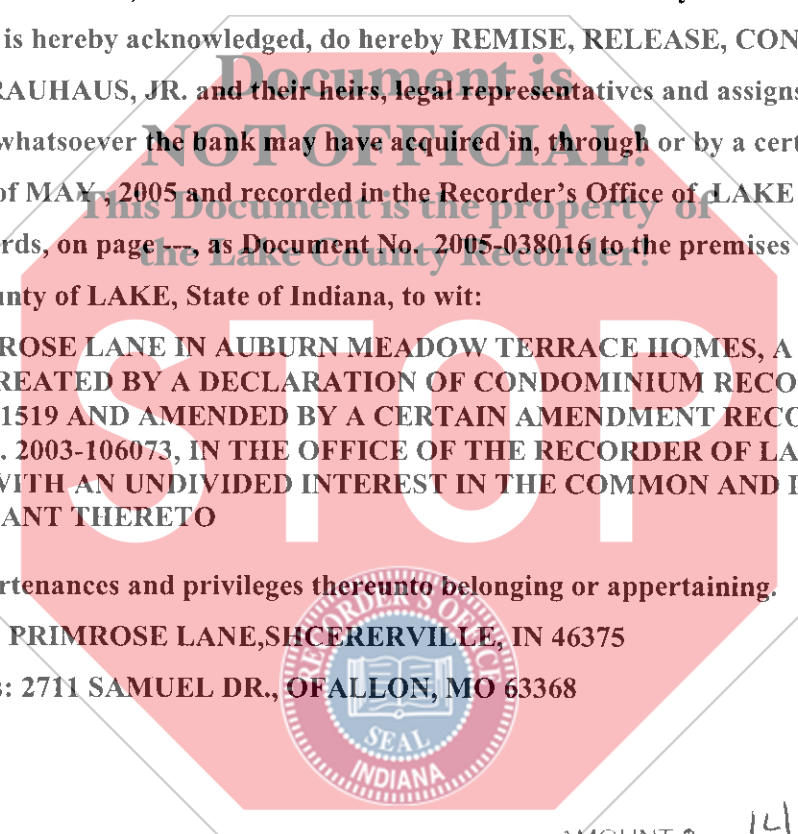 is hereby acknowledged, do hereby REMISE, RELEASE, CON
RAUHAUS, JR. and their heirs, legal representatives and assigns
whatsoever the bank may have acquired in, through or by a cert
of MAY , 2005 and recorded in the Recorder's Office of LAKE
rds, on page ---, as Document No. 2005-038016 to the premises
unty of LAKE, State of Indiana, to wit:
ROSE LANE IN AUBURN MEADOW TERRACE HOMES, A
REATED BY A DECLARATION OF CONDOMINIUM RECO
1519 AND AMENDED BY A CERTAIN AMENDMENT RECO
. 2003-106073, IN THE OFFICE OF THE RECORDER OF LA
WITH AN UNDIVIDED INTEREST IN THE COMMON AND I
ANT THERETO
rtenances and privileges thereunto belonging or appertaining.
PRIMROSE LANE,SHCERERVILLE, IN 46375
: 2711 SAMUEL DR., OFALLON, MO 63368
Document is
NOT OFFICIAL!
This Document is the property of
the Lake County Recorder!
STOP
RECORDER'S OFFICE
SEAL
INDIANA